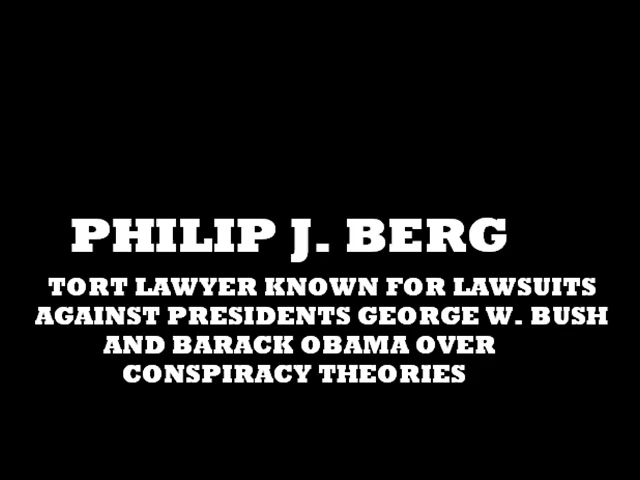 PHILIP J. BERG
TORT LAWYER KNOWN FOR LAWSUITS
AGAINST PRESIDENTS GEORGE W. BUSH
AND BARACK OBAMA OVER
CONSPIRACY THEORIES